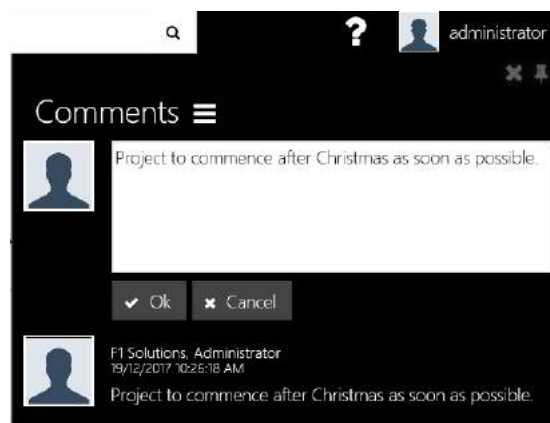 ? administrator
Comments
Project to commence after Christmas as soon as possible.
Ok Cancel
F1 Solutions, Administrator
19/12/2017 10:26:18 AM
Project to commence after Christmas as soon as possible.